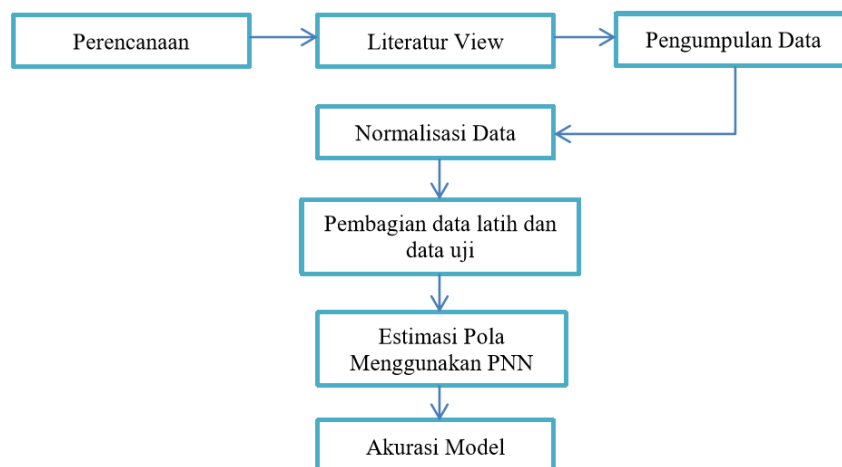 Perencanaan
Literatur View
Pengumpulan Data
Normalisasi Data
Pembagian data latih dan
data uji
Estimasi Pola
Menggunakan PNN
Akurasi Model